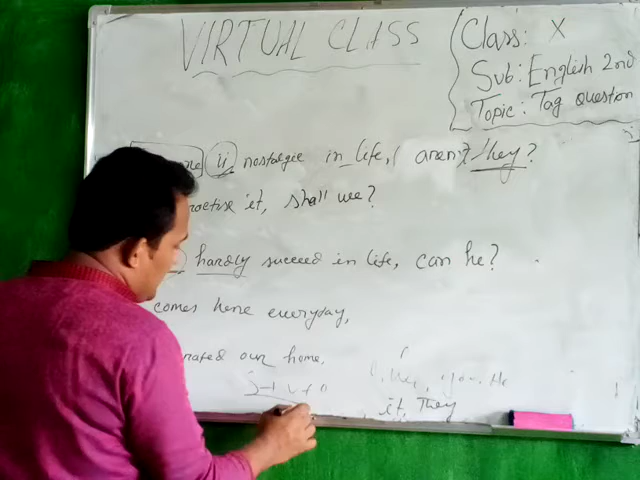 VIRTUAL CLASS
Class: X
Sub: English 2nd
Topic: Tag question
is nostalgic in life, aren't they?
it, shall we?
hardly succeed in life, can he?
comes here everyday,
our home.
it, They